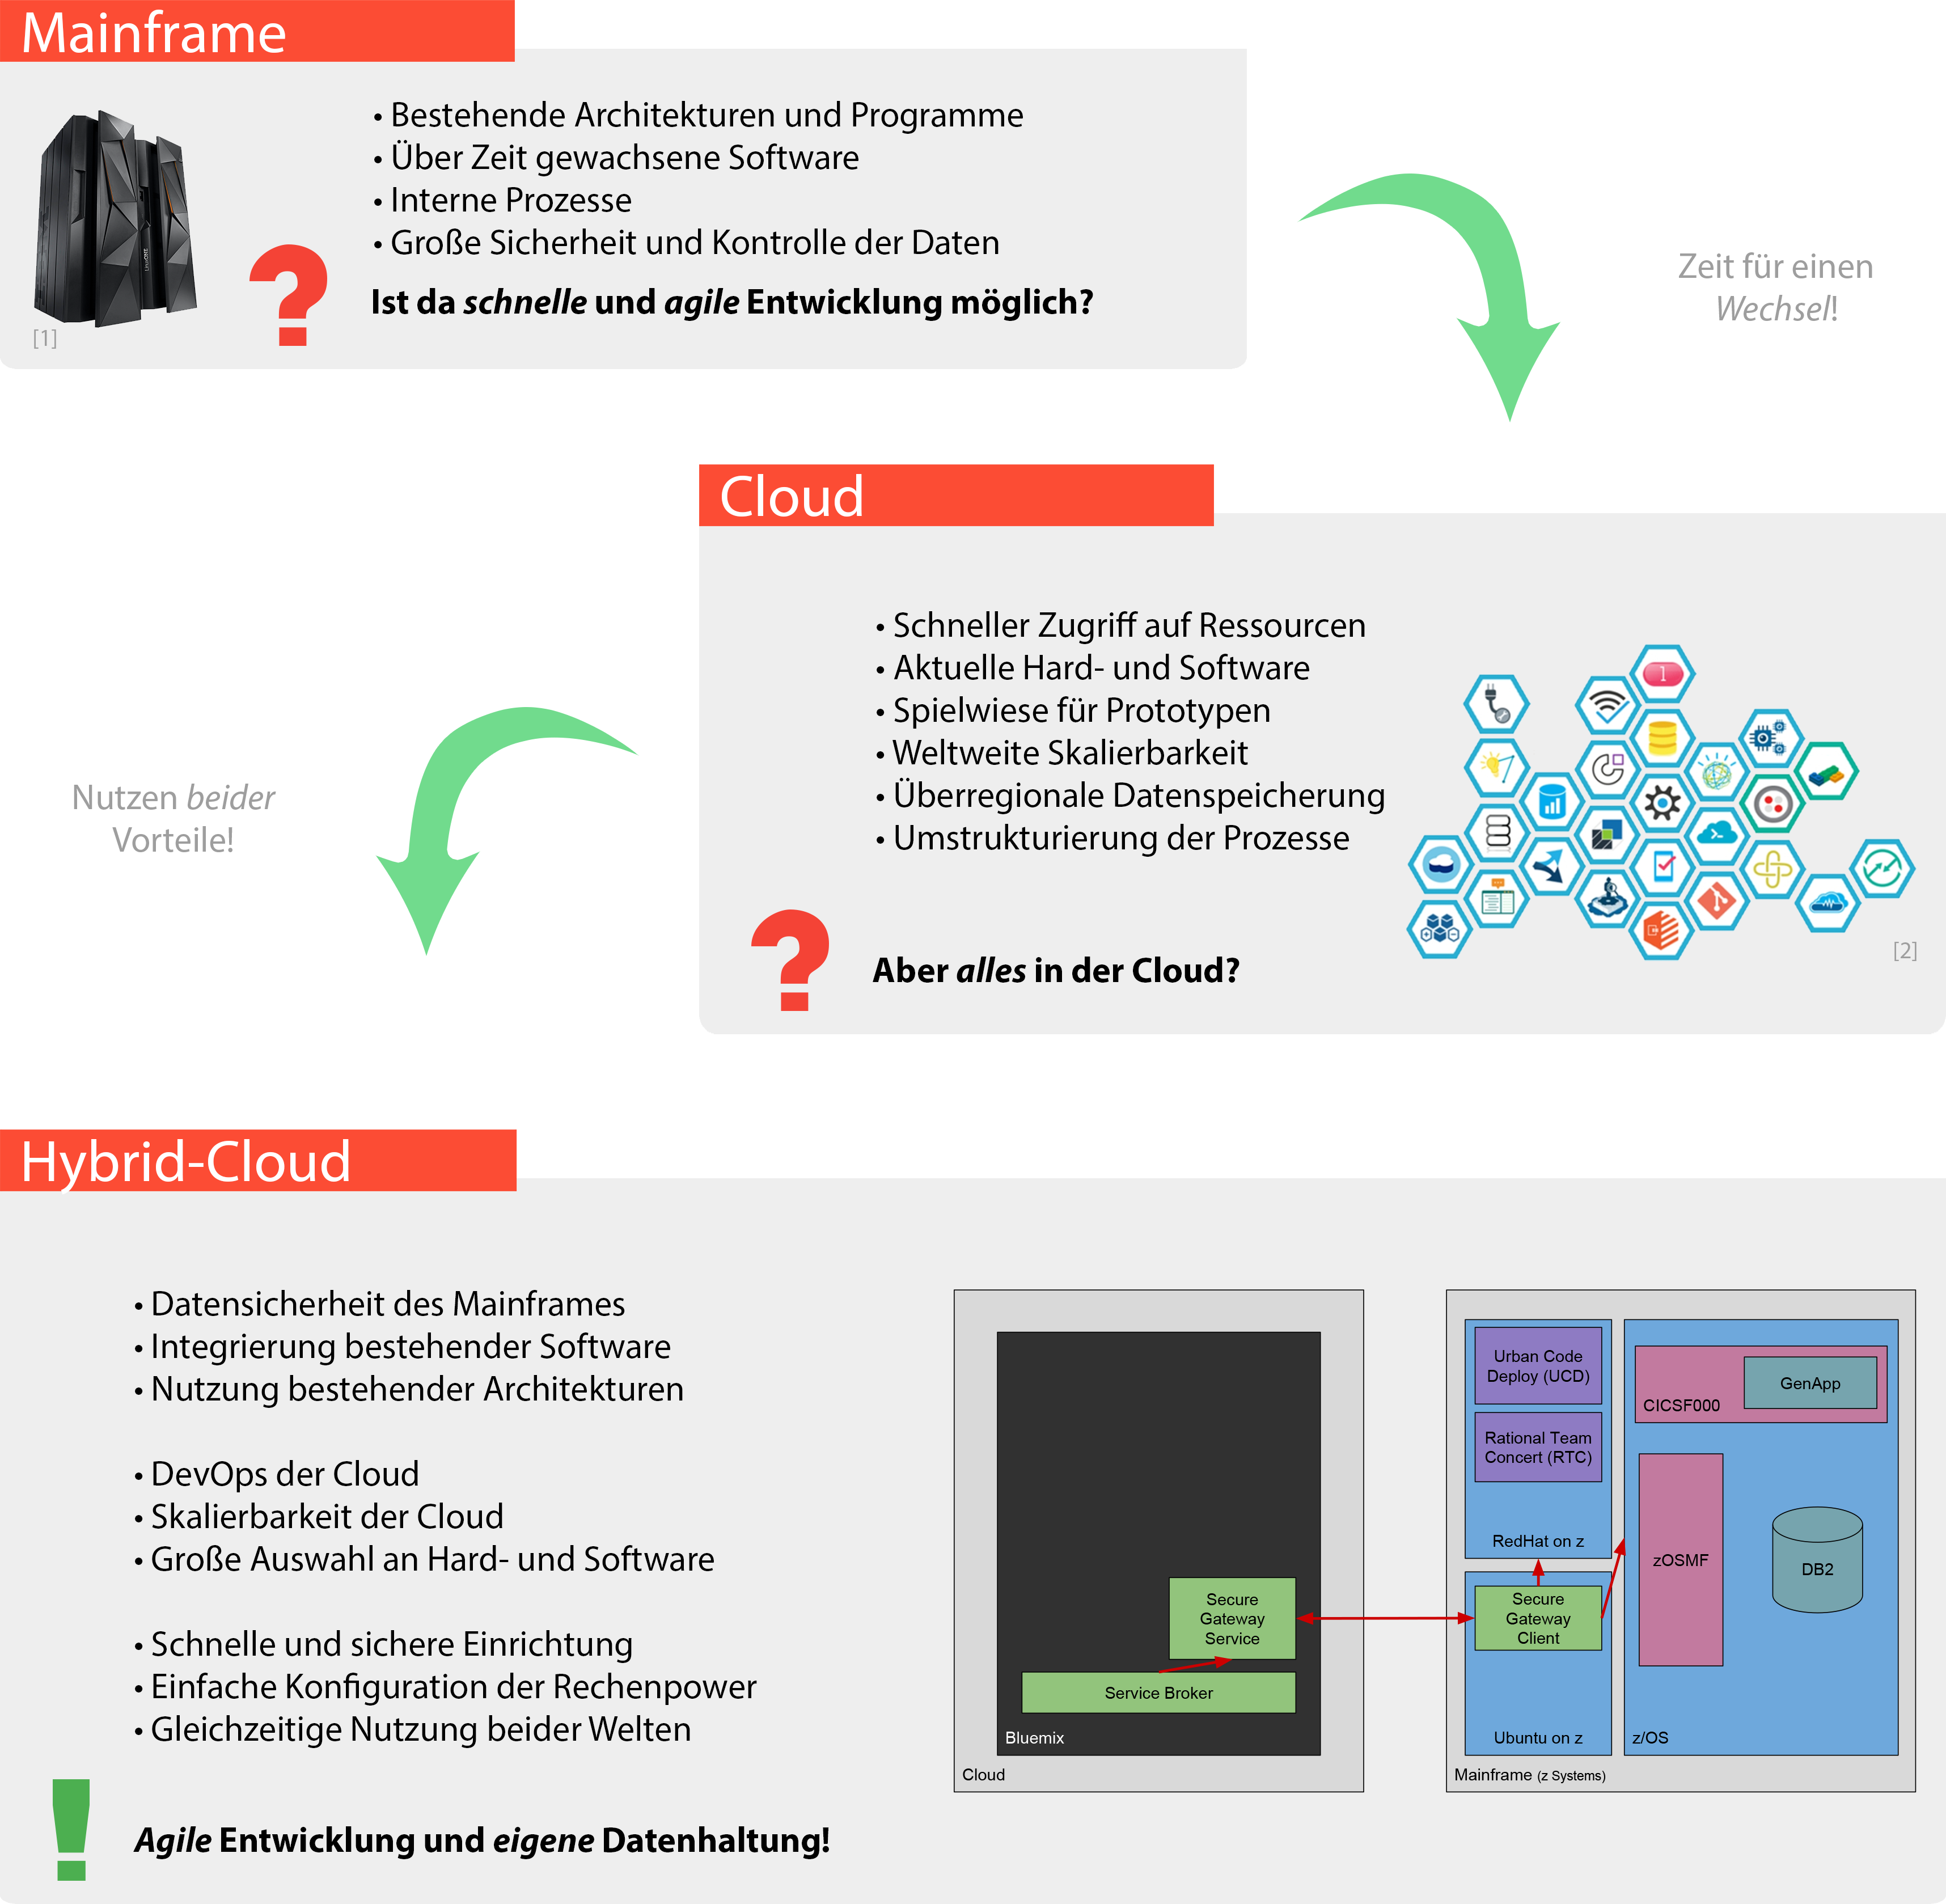 Mainframe
• Bestehende Architekturen und Programme
• Über Zeit gewachsene Software
• Interne Prozesse
• Große Sicherheit und Kontrolle der Daten
?
Ist da schnelle und agile Entwicklung möglich?
[1]
Zeit für einen
Wechsel!
Cloud
• Schneller Zugriff auf Ressourcen
• Aktuelle Hard- und Software
• Spielwiese für Prototypen
• Weltweite Skalierbarkeit
• Überregionale Datenspeicherung
• Umstrukturierung der Prozesse
1
?
Aber alles in der Cloud?
[2]
Nutzen beider
Vorteile!
Hybrid-Cloud
• Datensicherheit des Mainframes
• Integrierung bestehender Software
• Nutzung bestehender Architekturen
• DevOps der Cloud
• Skalierbarkeit der Cloud
• Große Auswahl an Hard- und Software
• Schnelle und sichere Einrichtung
• Einfache Konfiguration der Rechenpower
• Gleichzeitige Nutzung beider Welten
!
Agile Entwicklung und eigene Datenhaltung!
Secure
Gateway
Service
Service Broker
Bluemix
Cloud
Urban Code
Deploy (UCD)
Rational Team
Concert (RTC)
RedHat on z
Secure
Gateway
Client
Ubuntu on z
GenApp
CICSF000
zOSMF
DB2
z/OS
Mainframe (z Systems)